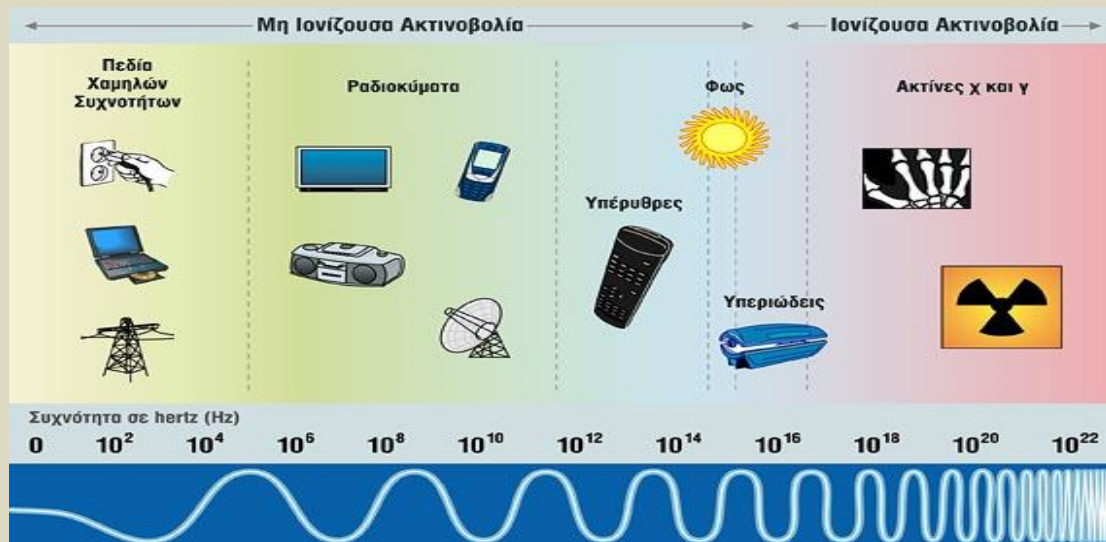 Μη Ιονίζουσα Ακτινοβολία
Ιονίζουσα Ακτινοβολία
Πεδία
Χαμηλών
Συχνοτήτων
Ραδιοκύματα
Φως
Ακτίνες χ και γ
Υπέρυθρες
Υπεριώδεις
Συχνότητα σε hertz (Hz)
0 10² 10⁴ 10⁶ 10⁸ 10¹⁰ 10¹² 10¹⁴ 10¹⁶ 10¹⁸ 10²⁰ 10²²